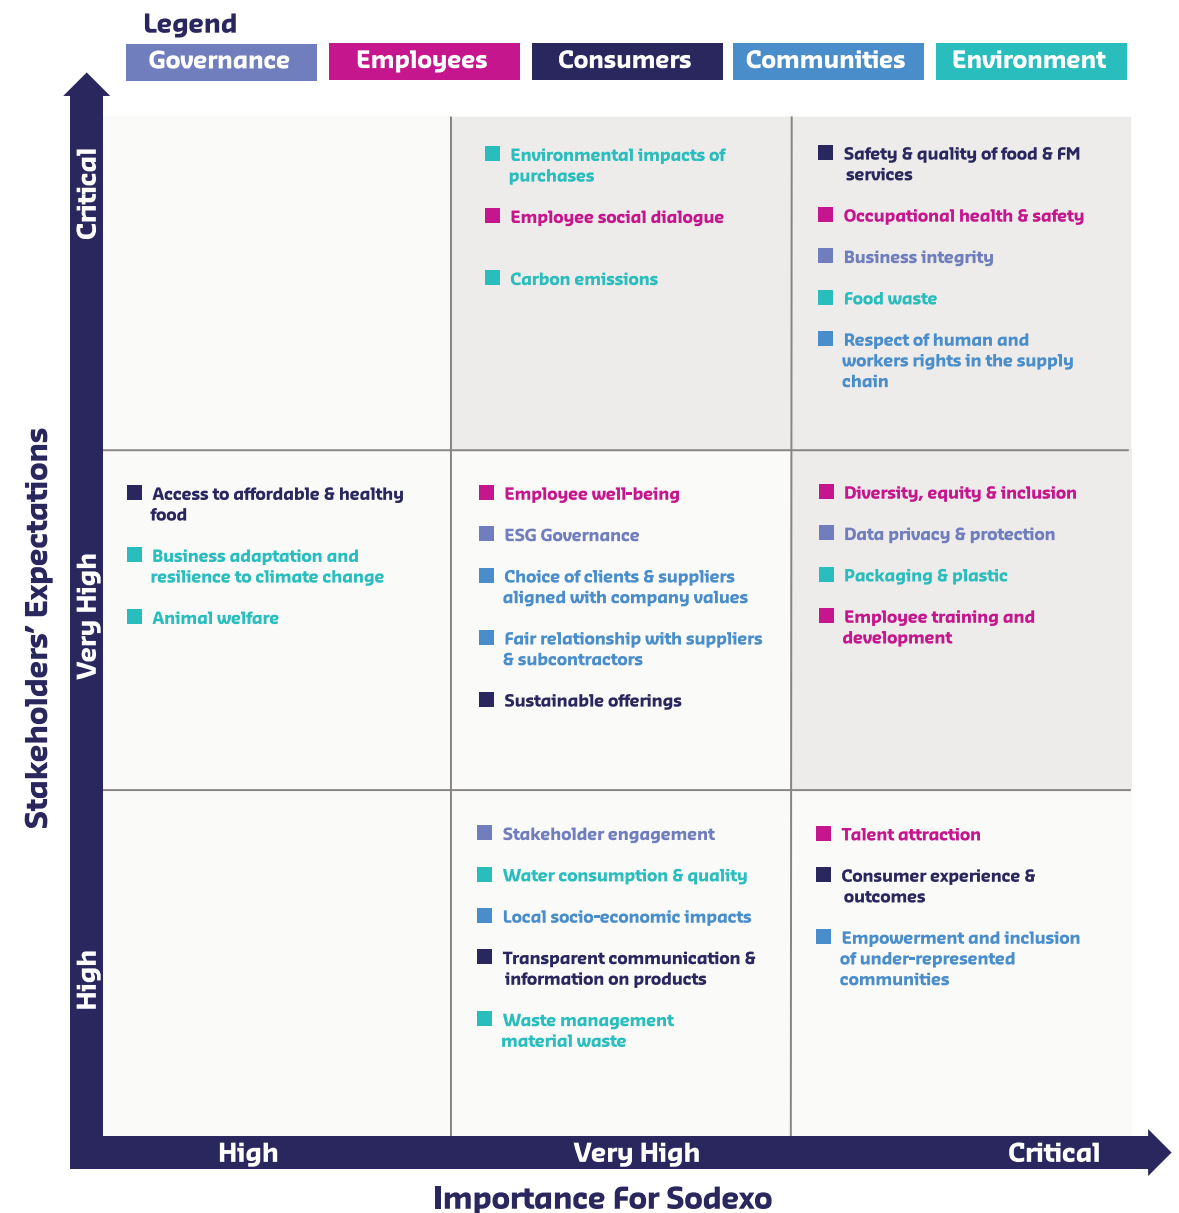 Legend
Governance
Employees
Consumers
Communities
Environment
Stakeholders' Expectations
Critical
Environmental impacts of
purchases
Employee social dialogue
Carbon emissions
Safety & quality of food & FM
services
Occupational health & safety
Business integrity
Food waste
Respect of human and
workers rights in the supply
chain
Very High
Access to affordable & healthy
food
Business adaptation and
resilience to climate change
Animal welfare
Employee well-being
ESG Governance
Choice of clients & suppliers
aligned with company values
Fair relationship with suppliers
& subcontractors
Sustainable offerings
Diversity, equity & inclusion
Data privacy & protection
Packaging & plastic
Employee training and
development
High
Stakeholder engagement
Water consumption & quality
Local socio-economic impacts
Transparent communication &
information on products
Waste management
material waste
Talent attraction
Consumer experience &
outcomes
Empowerment and inclusion
of under-represented
communities
High
Very High
Critical
Importance For Sodexo